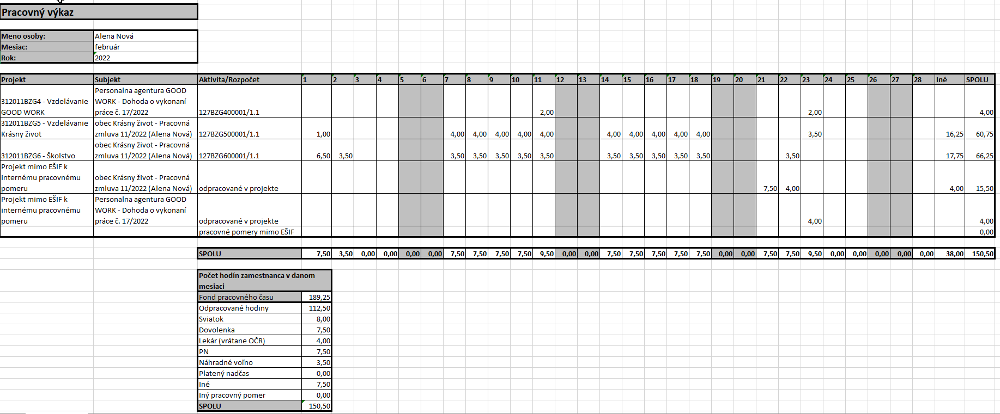 Pracovný výkaz
Meno osoby: Alena Nová
Mesiac: február
Rok: 2022
Projekt Subjekt Aktivita/Rozpočet 1 2 3 4 5 6 7 8 9 10 11 12 13 14 15 16 17 18 19 20 21 22 23 24 25 26 27 28 Iné SPOLU
Personalna agentura GOOD
312011BZG4 - Vzdelávanie WORK - Dohoda o vykonaní
GOOD WORK práce č. 17/2022 127BZG400001/1.1 2,00 2,00 4,00
312011BZG5 - Vzdelávanie obec Krásny život - Pracovná
Krásny život zmluva 11/2022 (Alena Nová) 127BZG500001/1.1 1,00 4,00 4,00 4,00 4,00 4,00 4,00 4,00 4,00 4,00 4,00 3,50 16,25 60,75
obec Krásny život - Pracovná
312011BZG6 - Školstvo zmluva 11/2022 (Alena Nová) 127BZG600001/1.1 6,50 3,50 3,50 3,50 3,50 3,50 3,50 3,50 3,50 3,50 3,50 3,50 3,50 17,75 66,25
Projekt mimo EŠIF k
internému pracovnému obec Krásny život - Pracovná
pomeru zmluva 11/2022 (Alena Nová) odpracované v projekte 7,50 4,00 4,00 15,50
Projekt mimo EŠIF k Personalna agentura GOOD
internému pracovnému WORK - Dohoda o vykonaní
pomeru práce č. 17/2022 odpracované v projekte 4,00 4,00
pracovné pomery mimo EŠIF 0,00
SPOLU 7,50 3,50 0,00 0,00 0,00 0,00 7,50 7,50 7,50 7,50 9,50 0,00 0,00 7,50 7,50 7,50 7,50 7,50 0,00 0,00 7,50 7,50 9,50 0,00 0,00 0,00 0,00 0,00 38,00 150,50
Počet hodín zamestnanca v danom
mesiaci
Fond pracovného času 189,25
Odpracované hodiny 112,50
Sviatok 8,00
Dovolenka 7,50
Lekár (vrátane OČR) 4,00
PN 7,50
Náhradné voľno 3,50
Platený nadčas 0,00
Iné 7,50
Iný pracovný pomer 0,00
SPOLU 150,50